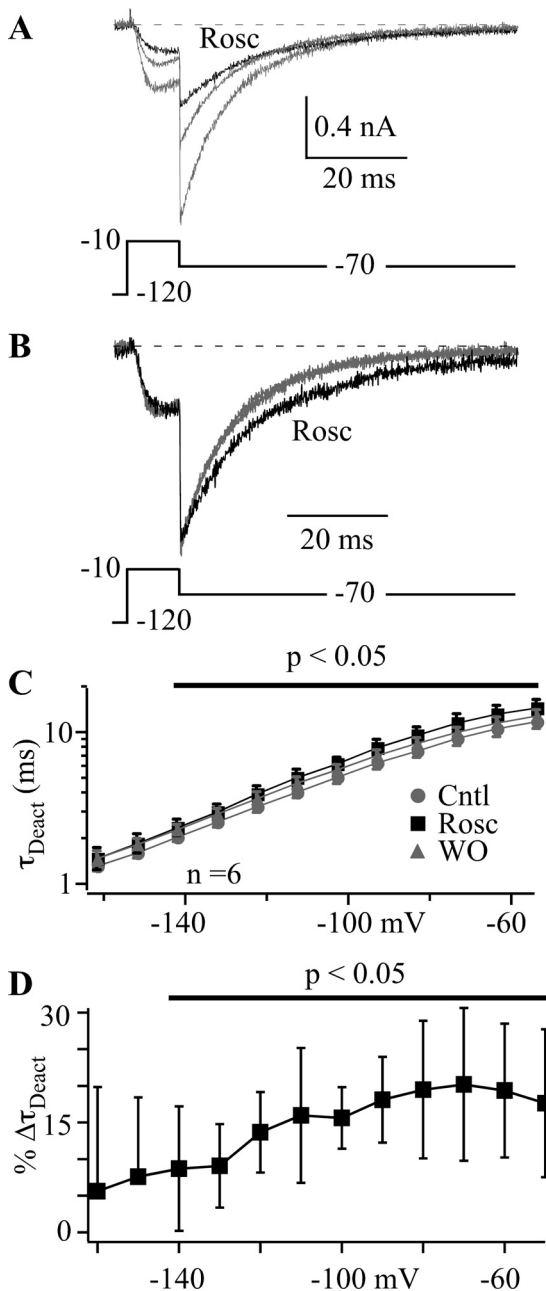 A
Rosc
0.4 nA
20 ms
-10
-120
-70
B
Rosc
20 ms
-10
-120
-70
C
p < 0.05
10
1
τDeact (ms)
Cntl
Rosc
WO
n =6
-140
-100 mV
-60
D
p < 0.05
30
15
0
% ΔτDeact
-140
-100 mV
-60